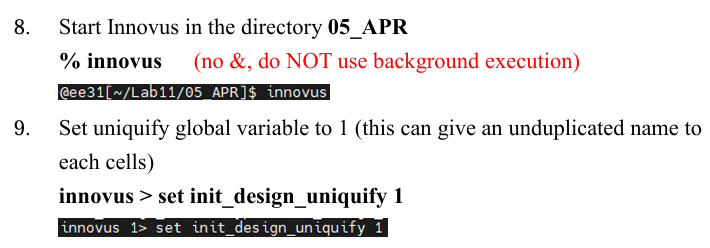 8. Start Innovus in the directory 05_APR
% innovus (no &, do NOT use background execution)
@ee31[~/Lab11/05_APR]$ innovus
9. Set uniquify global variable to 1 (this can give an unduplicated name to
each cells)
innovus > set init_design_uniquify 1
innovus 1> set init_design_uniquify 1